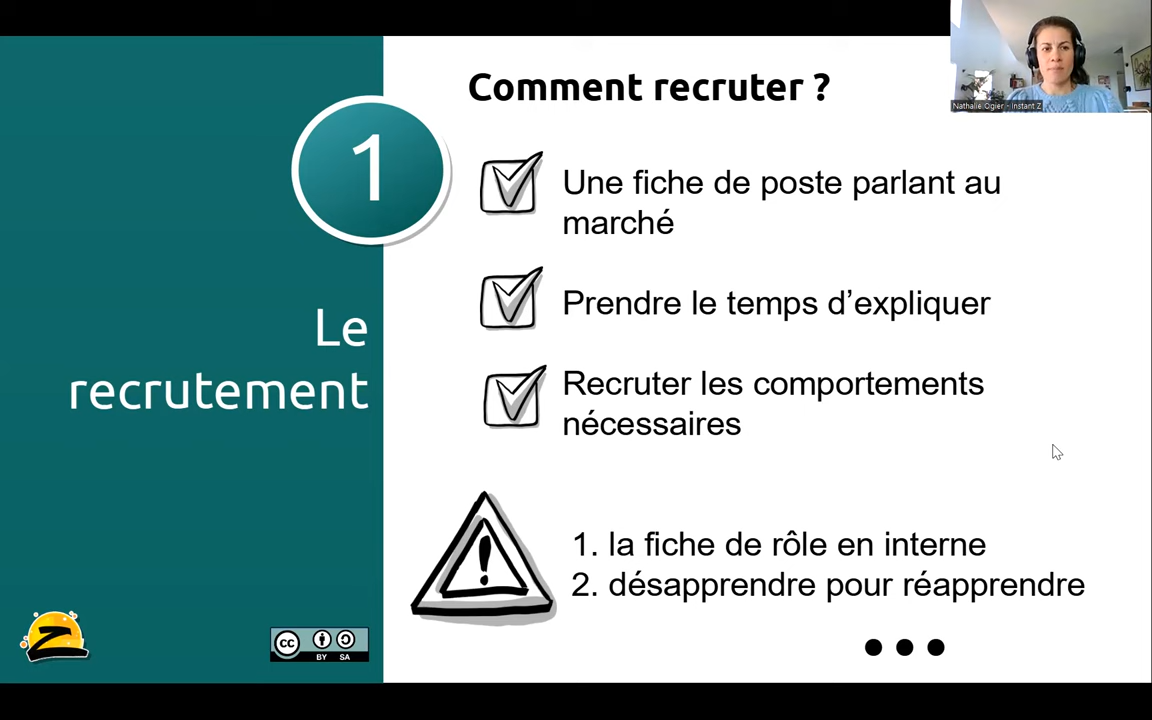 Comment recruter ?
Nathalie Ogier - Instant Z
1
Une fiche de poste parlant au
marché
Prendre le temps d’expliquer
Le
recrutement
Recruter les comportements
nécessaires
1. la fiche de rôle en interne
2. désapprendre pour réapprendre
Z
cc
BY SA